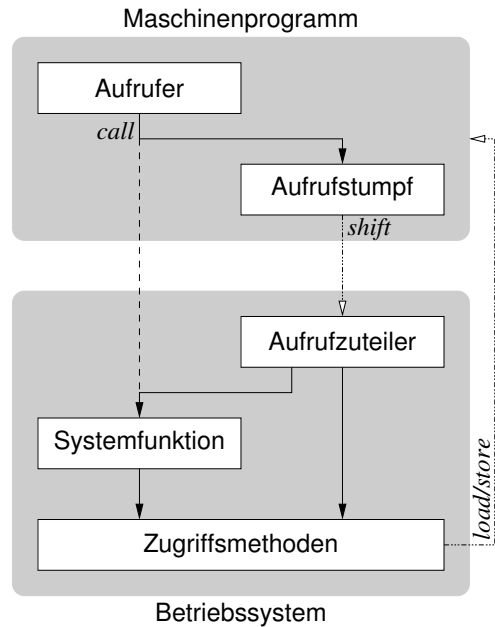 Maschinenprogramm
Aufrufer
call
Aufrufstumpf
shift
Aufrufzuteiler
Systemfunktion
load/store
Zugriffsmethoden
Betriebssystem